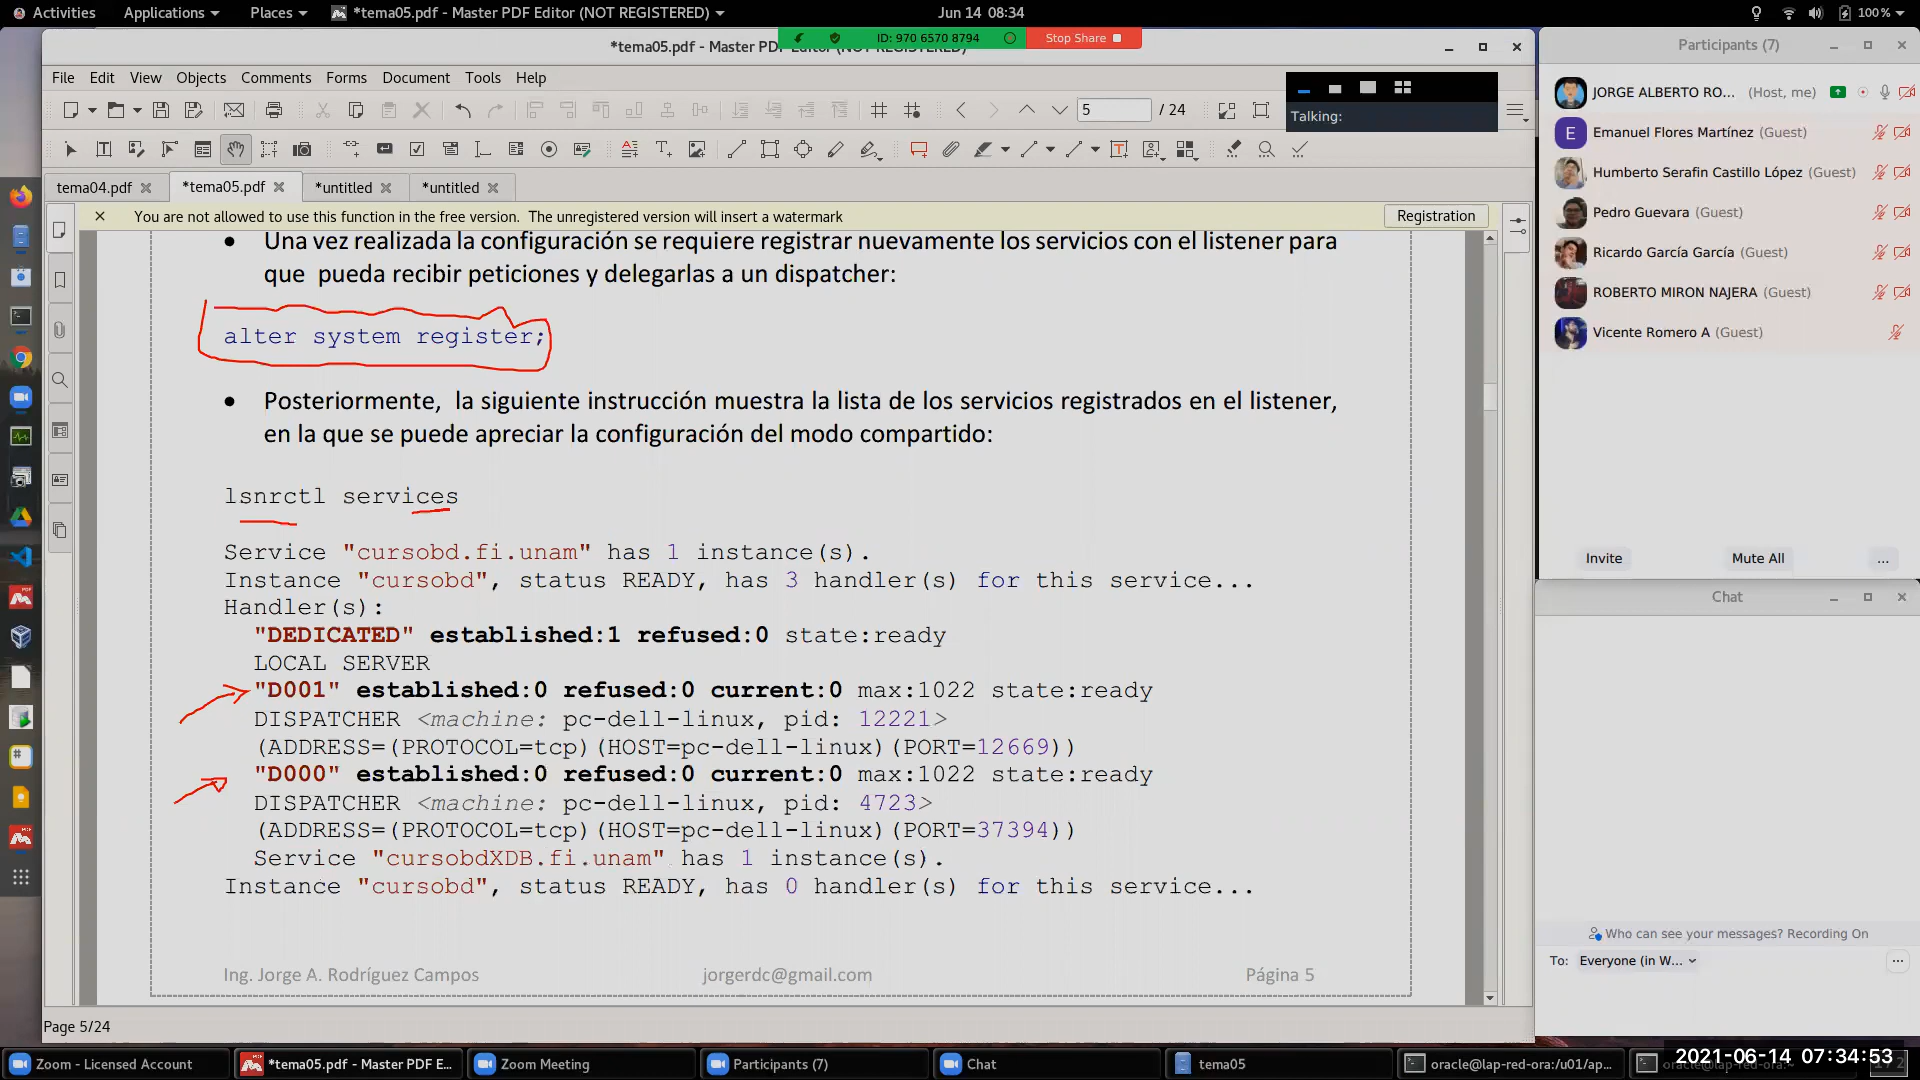 Activities
Applications
Places
*tema05.pdf - Master PDF Editor (NOT REGISTERED)
Jun 14 08:34
100%
*tema05.pdf - Master PDF Editor (NOT REGISTERED)
ID: 970 6570 8794
Stop Share
File Edit View Objects Comments Forms Document Tools Help
5 / 24
Talking:
tema04.pdf
*tema05.pdf
*untitled
*untitled
You are not allowed to use this function in the free version. The unregistered version will insert a watermark
Registration
• Una vez realizada la configuración se requiere registrar nuevamente los servicios con el listener para
que pueda recibir peticiones y delegarlas a un dispatcher:
alter system register;
• Posteriormente, la siguiente instrucción muestra la lista de los servicios registrados en el listener,
en la que se puede apreciar la configuración del modo compartido:
lsnrctl services
Service "cursobd.fi.unam" has 1 instance(s).
Instance "cursobd", status READY, has 3 handler(s) for this service...
Handler(s):
"DEDICATED" established:1 refused:0 state:ready
LOCAL SERVER
"D001" established:0 refused:0 current:0 max:1022 state:ready
DISPATCHER <machine: pc-dell-linux, pid: 12221>
(ADDRESS=(PROTOCOL=tcp)(HOST=pc-dell-linux)(PORT=12669))
"D000" established:0 refused:0 current:0 max:1022 state:ready
DISPATCHER <machine: pc-dell-linux, pid: 4723>
(ADDRESS=(PROTOCOL=tcp)(HOST=pc-dell-linux)(PORT=37394))
Service "cursobdXDB.fi.unam" has 1 instance(s).
Instance "cursobd", status READY, has 0 handler(s) for this service...
Ing. Jorge A. Rodríguez Campos
jorgerdc@gmail.com
Página 5
Page 5/24
Participants (7)
JORGE ALBERTO RO... (Host, me)
E
Emanuel Flores Martínez (Guest)
Humberto Serafin Castillo López (Guest)
Pedro Guevara (Guest)
Ricardo García García (Guest)
ROBERTO MIRON NAJERA (Guest)
Vicente Romero A (Guest)
Invite
Mute All
...
Chat
Who can see your messages? Recording On
To: Everyone (in W...
...
Zoom - Licensed Account
*tema05.pdf - Master PDF E...
Zoom Meeting
Participants (7)
Chat
tema05
oracle@lap-red-ora:/u01/ap...
oracle@lap-red-ora:~
2021-06-14 07:34:53